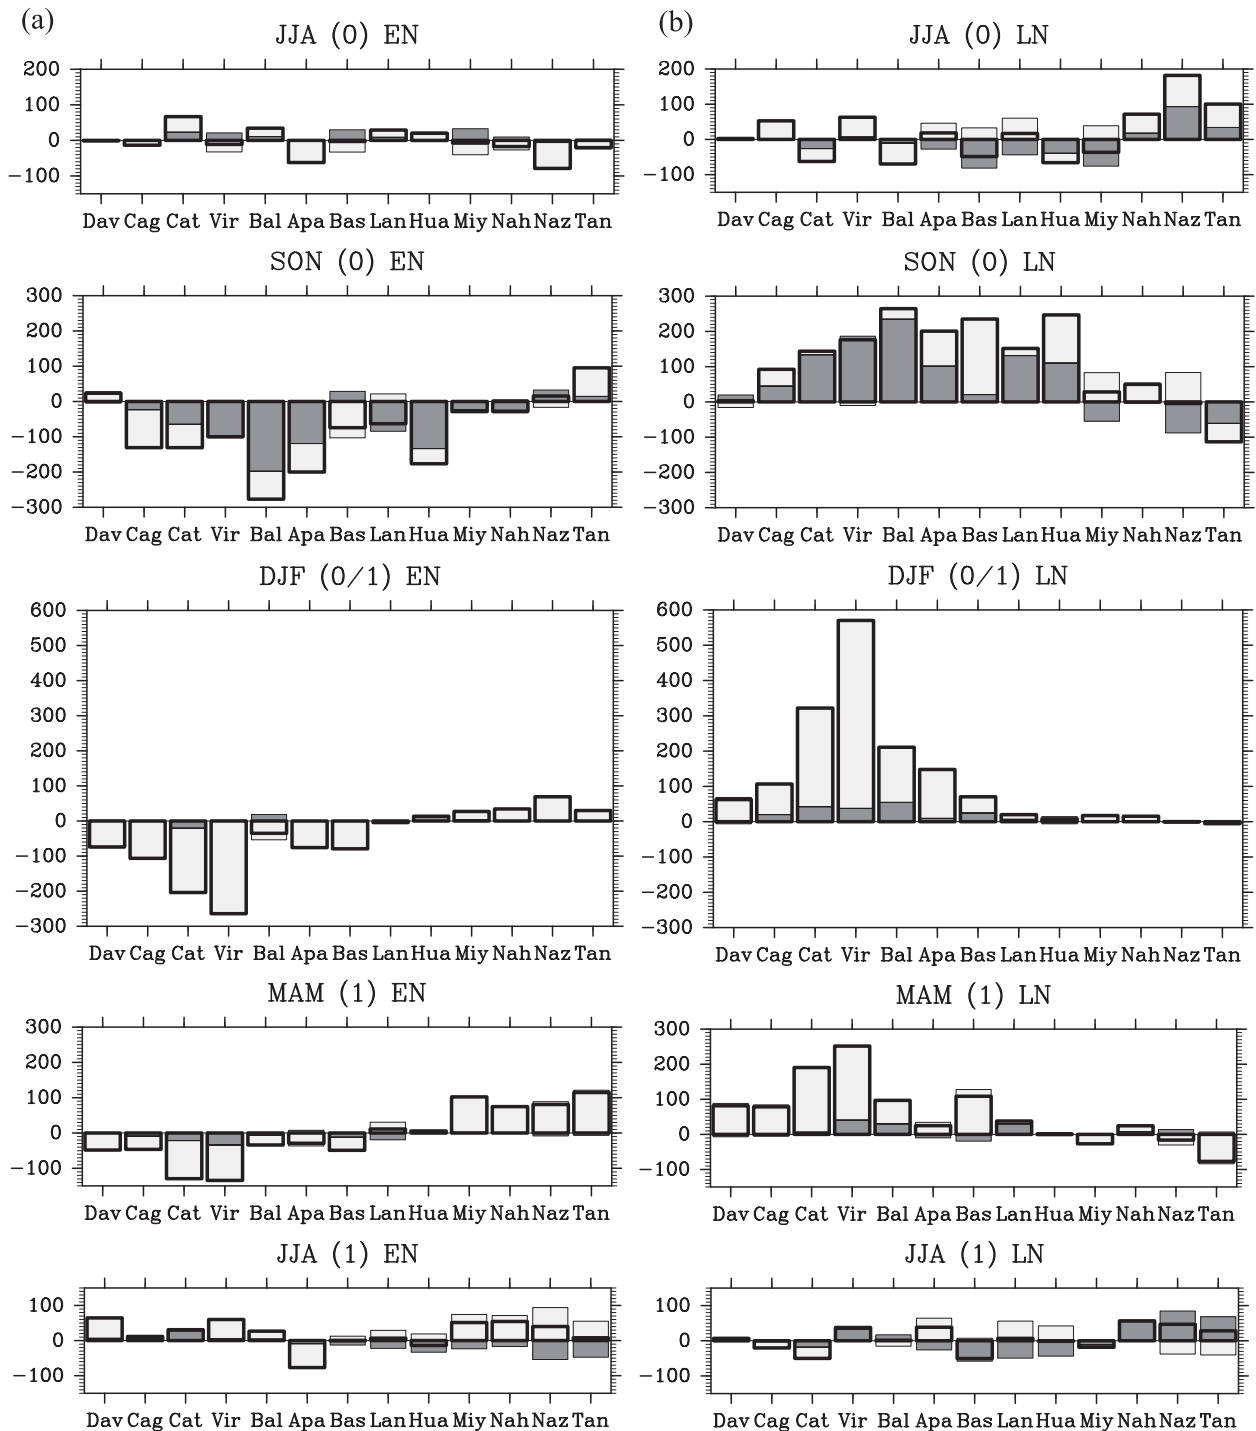 (a)
JJA (0) EN
200
100
0
−100
Dav Cag Cat Vir Bal Apa Bas Lan Hua Miy Nah Naz Tan
SON (0) EN
300
200
100
0
−100
−200
−300
Dav Cag Cat Vir Bal Apa Bas Lan Hua Miy Nah Naz Tan
DJF (0/1) EN
600
500
400
300
200
100
0
−100
−200
−300
Dav Cag Cat Vir Bal Apa Bas Lan Hua Miy Nah Naz Tan
MAM (1) EN
300
200
100
0
−100
Dav Cag Cat Vir Bal Apa Bas Lan Hua Miy Nah Naz Tan
JJA (1) EN
100
0
−100
Dav Cag Cat Vir Bal Apa Bas Lan Hua Miy Nah Naz Tan
(b)
JJA (0) LN
200
100
0
−100
Dav Cag Cat Vir Bal Apa Bas Lan Hua Miy Nah Naz Tan
SON (0) LN
300
200
100
0
−100
−200
−300
Dav Cag Cat Vir Bal Apa Bas Lan Hua Miy Nah Naz Tan
DJF (0/1) LN
600
500
400
300
200
100
0
−100
−200
−300
Dav Cag Cat Vir Bal Apa Bas Lan Hua Miy Nah Naz Tan
MAM (1) LN
300
200
100
0
−100
Dav Cag Cat Vir Bal Apa Bas Lan Hua Miy Nah Naz Tan
JJA (1) LN
100
0
−100
Dav Cag Cat Vir Bal Apa Bas Lan Hua Miy Nah Naz Tan